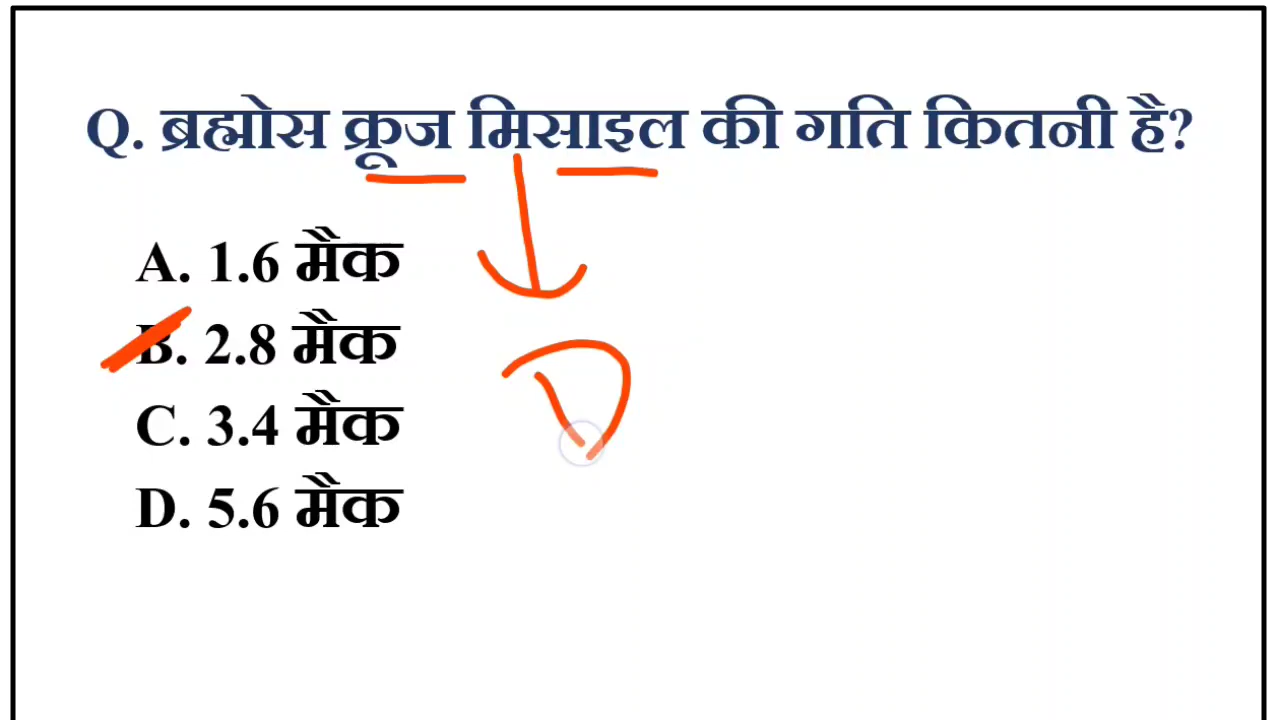 Q. ब्रह्मोस क्रूज मिसाइल की गति कितनी है?
A. 1.6 मैक
B. 2.8 मैक
C. 3.4 मैक
D. 5.6 मैक